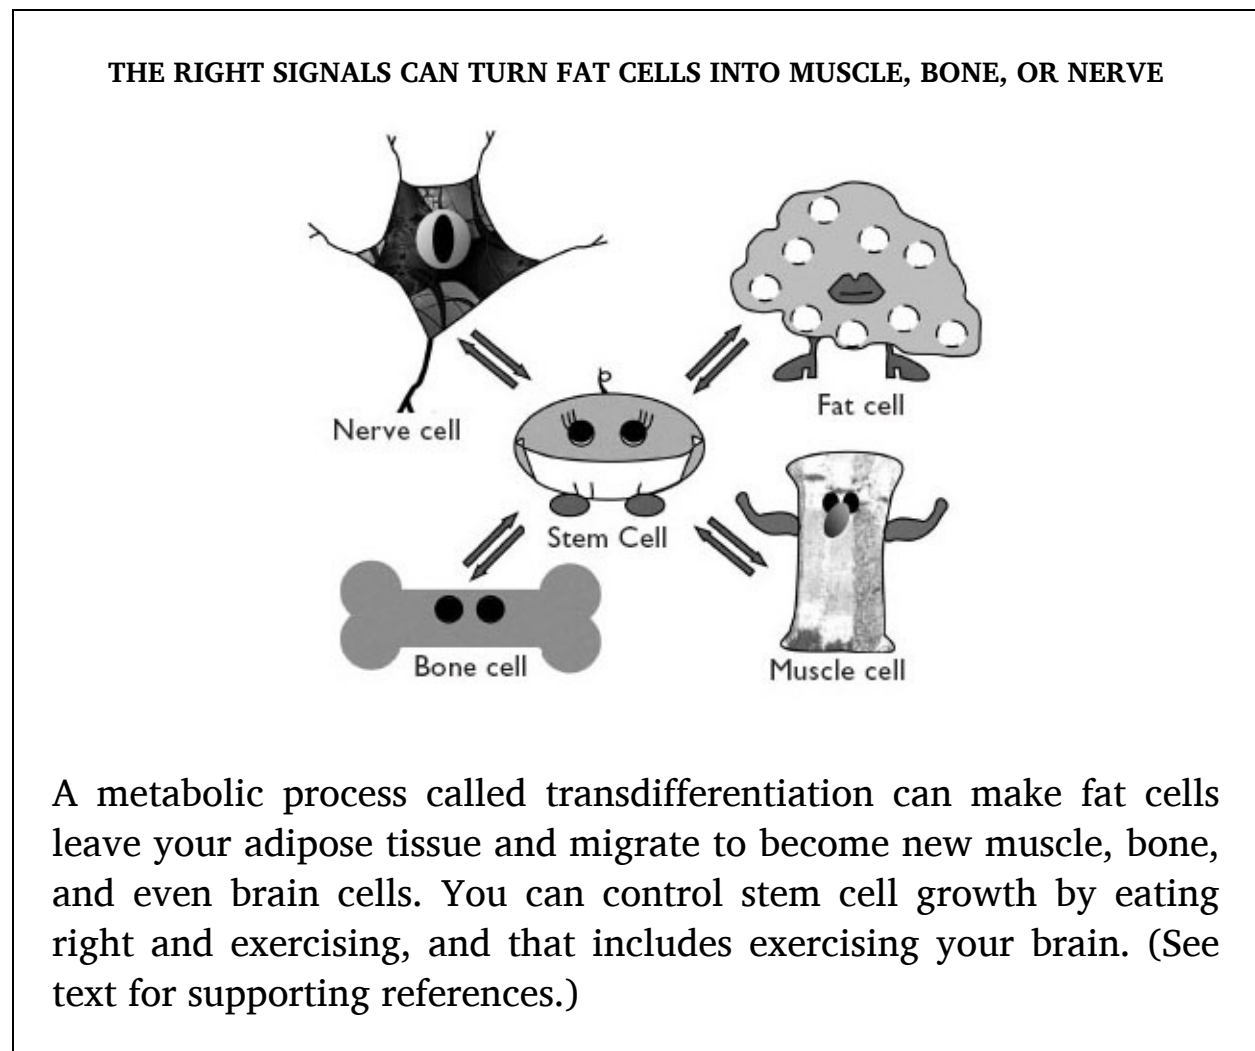 THE RIGHT SIGNALS CAN TURN FAT CELLS INTO MUSCLE, BONE, OR NERVE
Nerve cell
Fat cell
Stem Cell
Bone cell
Muscle cell
A metabolic process called transdifferentiation can make fat cells
leave your adipose tissue and migrate to become new muscle, bone,
and even brain cells. You can control stem cell growth by eating
right and exercising, and that includes exercising your brain. (See
text for supporting references.)